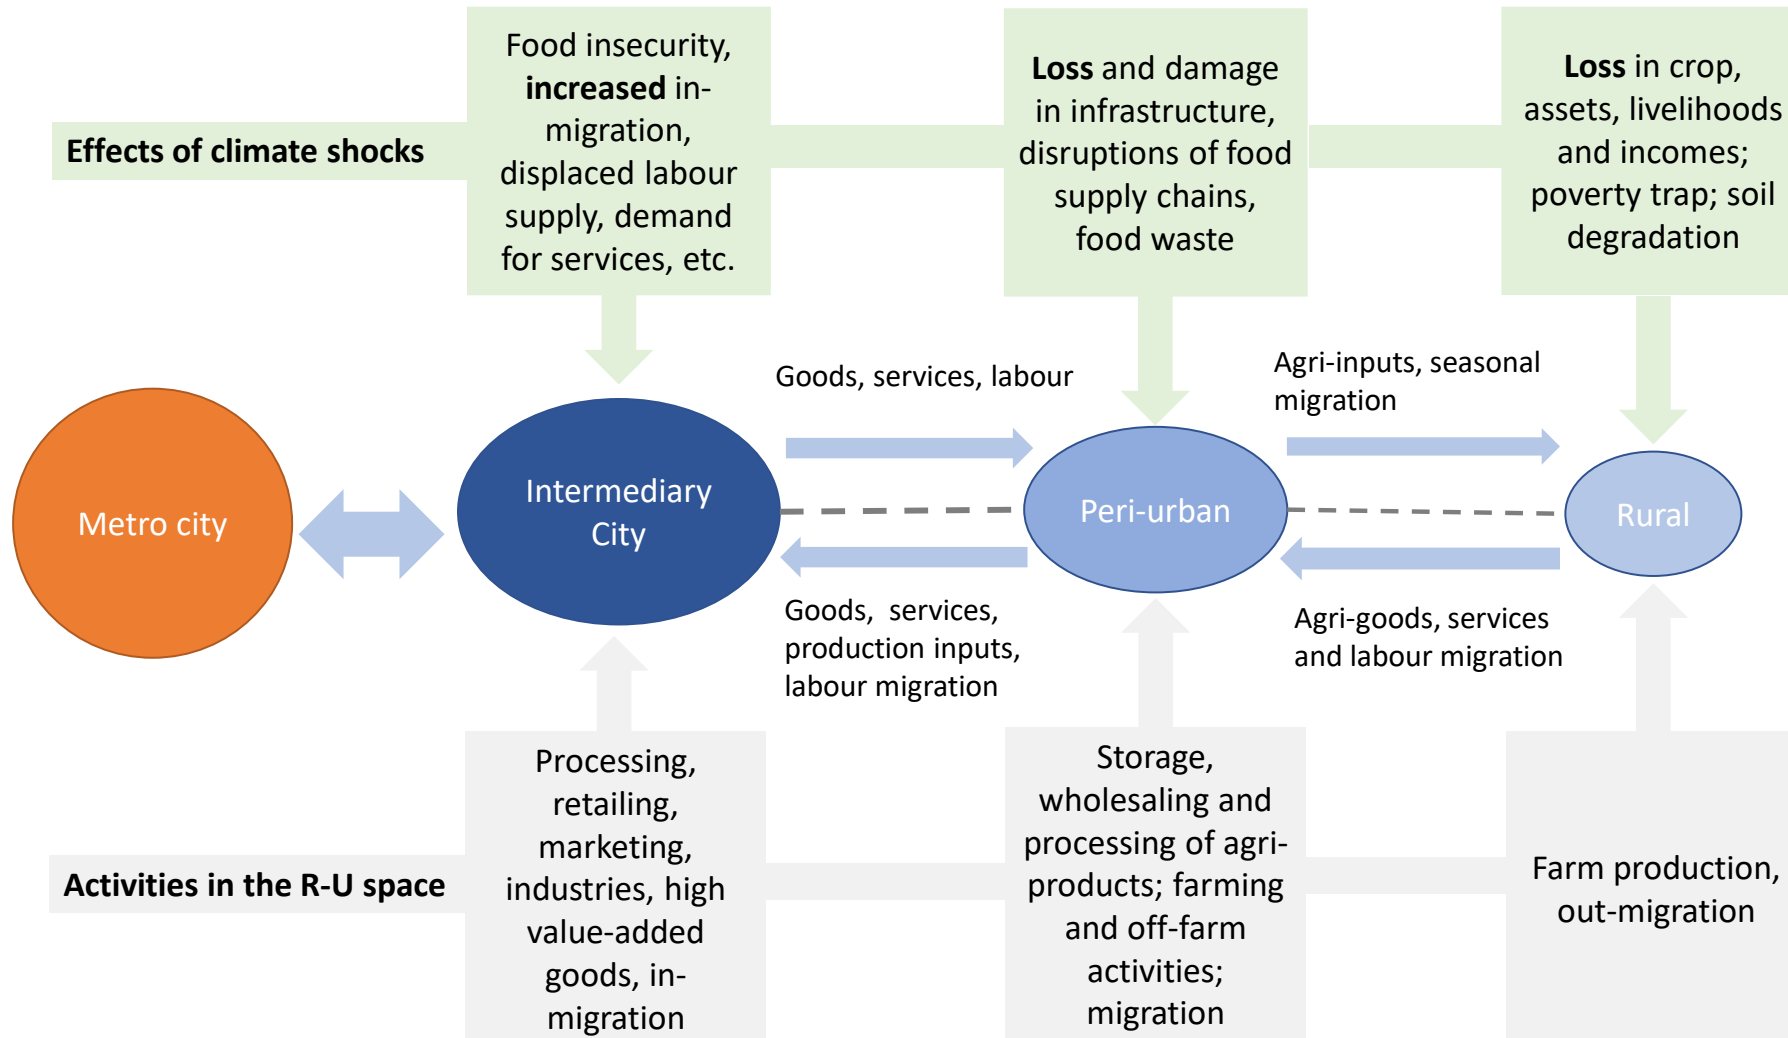 Effects of climate shocks
Food insecurity,
increased in-
migration,
displaced labour
supply, demand
for services, etc.
Loss and damage
in infrastructure,
disruptions of food
supply chains,
food waste
Loss in crop,
assets, livelihoods
and incomes;
poverty trap; soil
degradation
Goods, services, labour
Agri-inputs, seasonal
migration
Metro city
Intermediary
City
Peri-urban
Rural
Goods, services,
production inputs,
labour migration
Agri-goods, services
and labour migration
Activities in the R-U space
Processing,
retailing,
marketing,
industries, high
value-added
goods, in-
migration
Storage,
wholesaling and
processing of agri-
products; farming
and off-farm
activities;
migration
Farm production,
out-migration